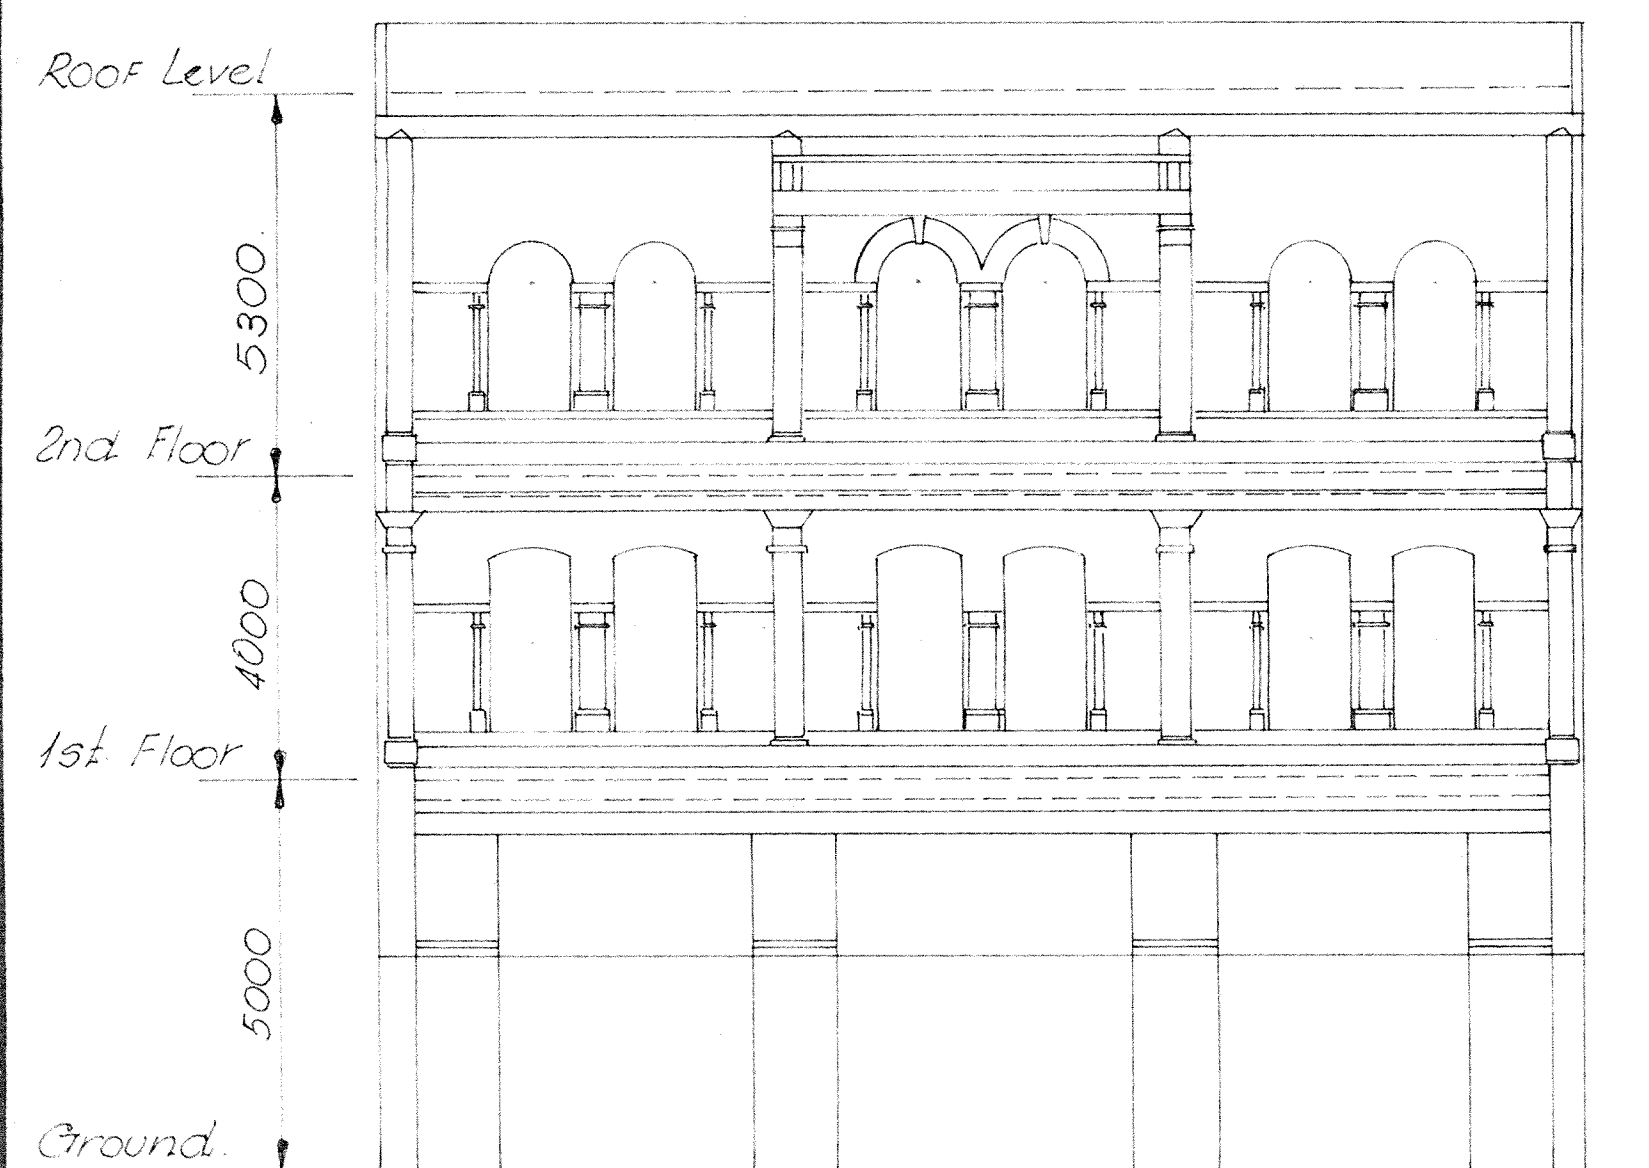 Roof Level
5300.
2nd Floor
4000
1st. Floor
5000
Ground.